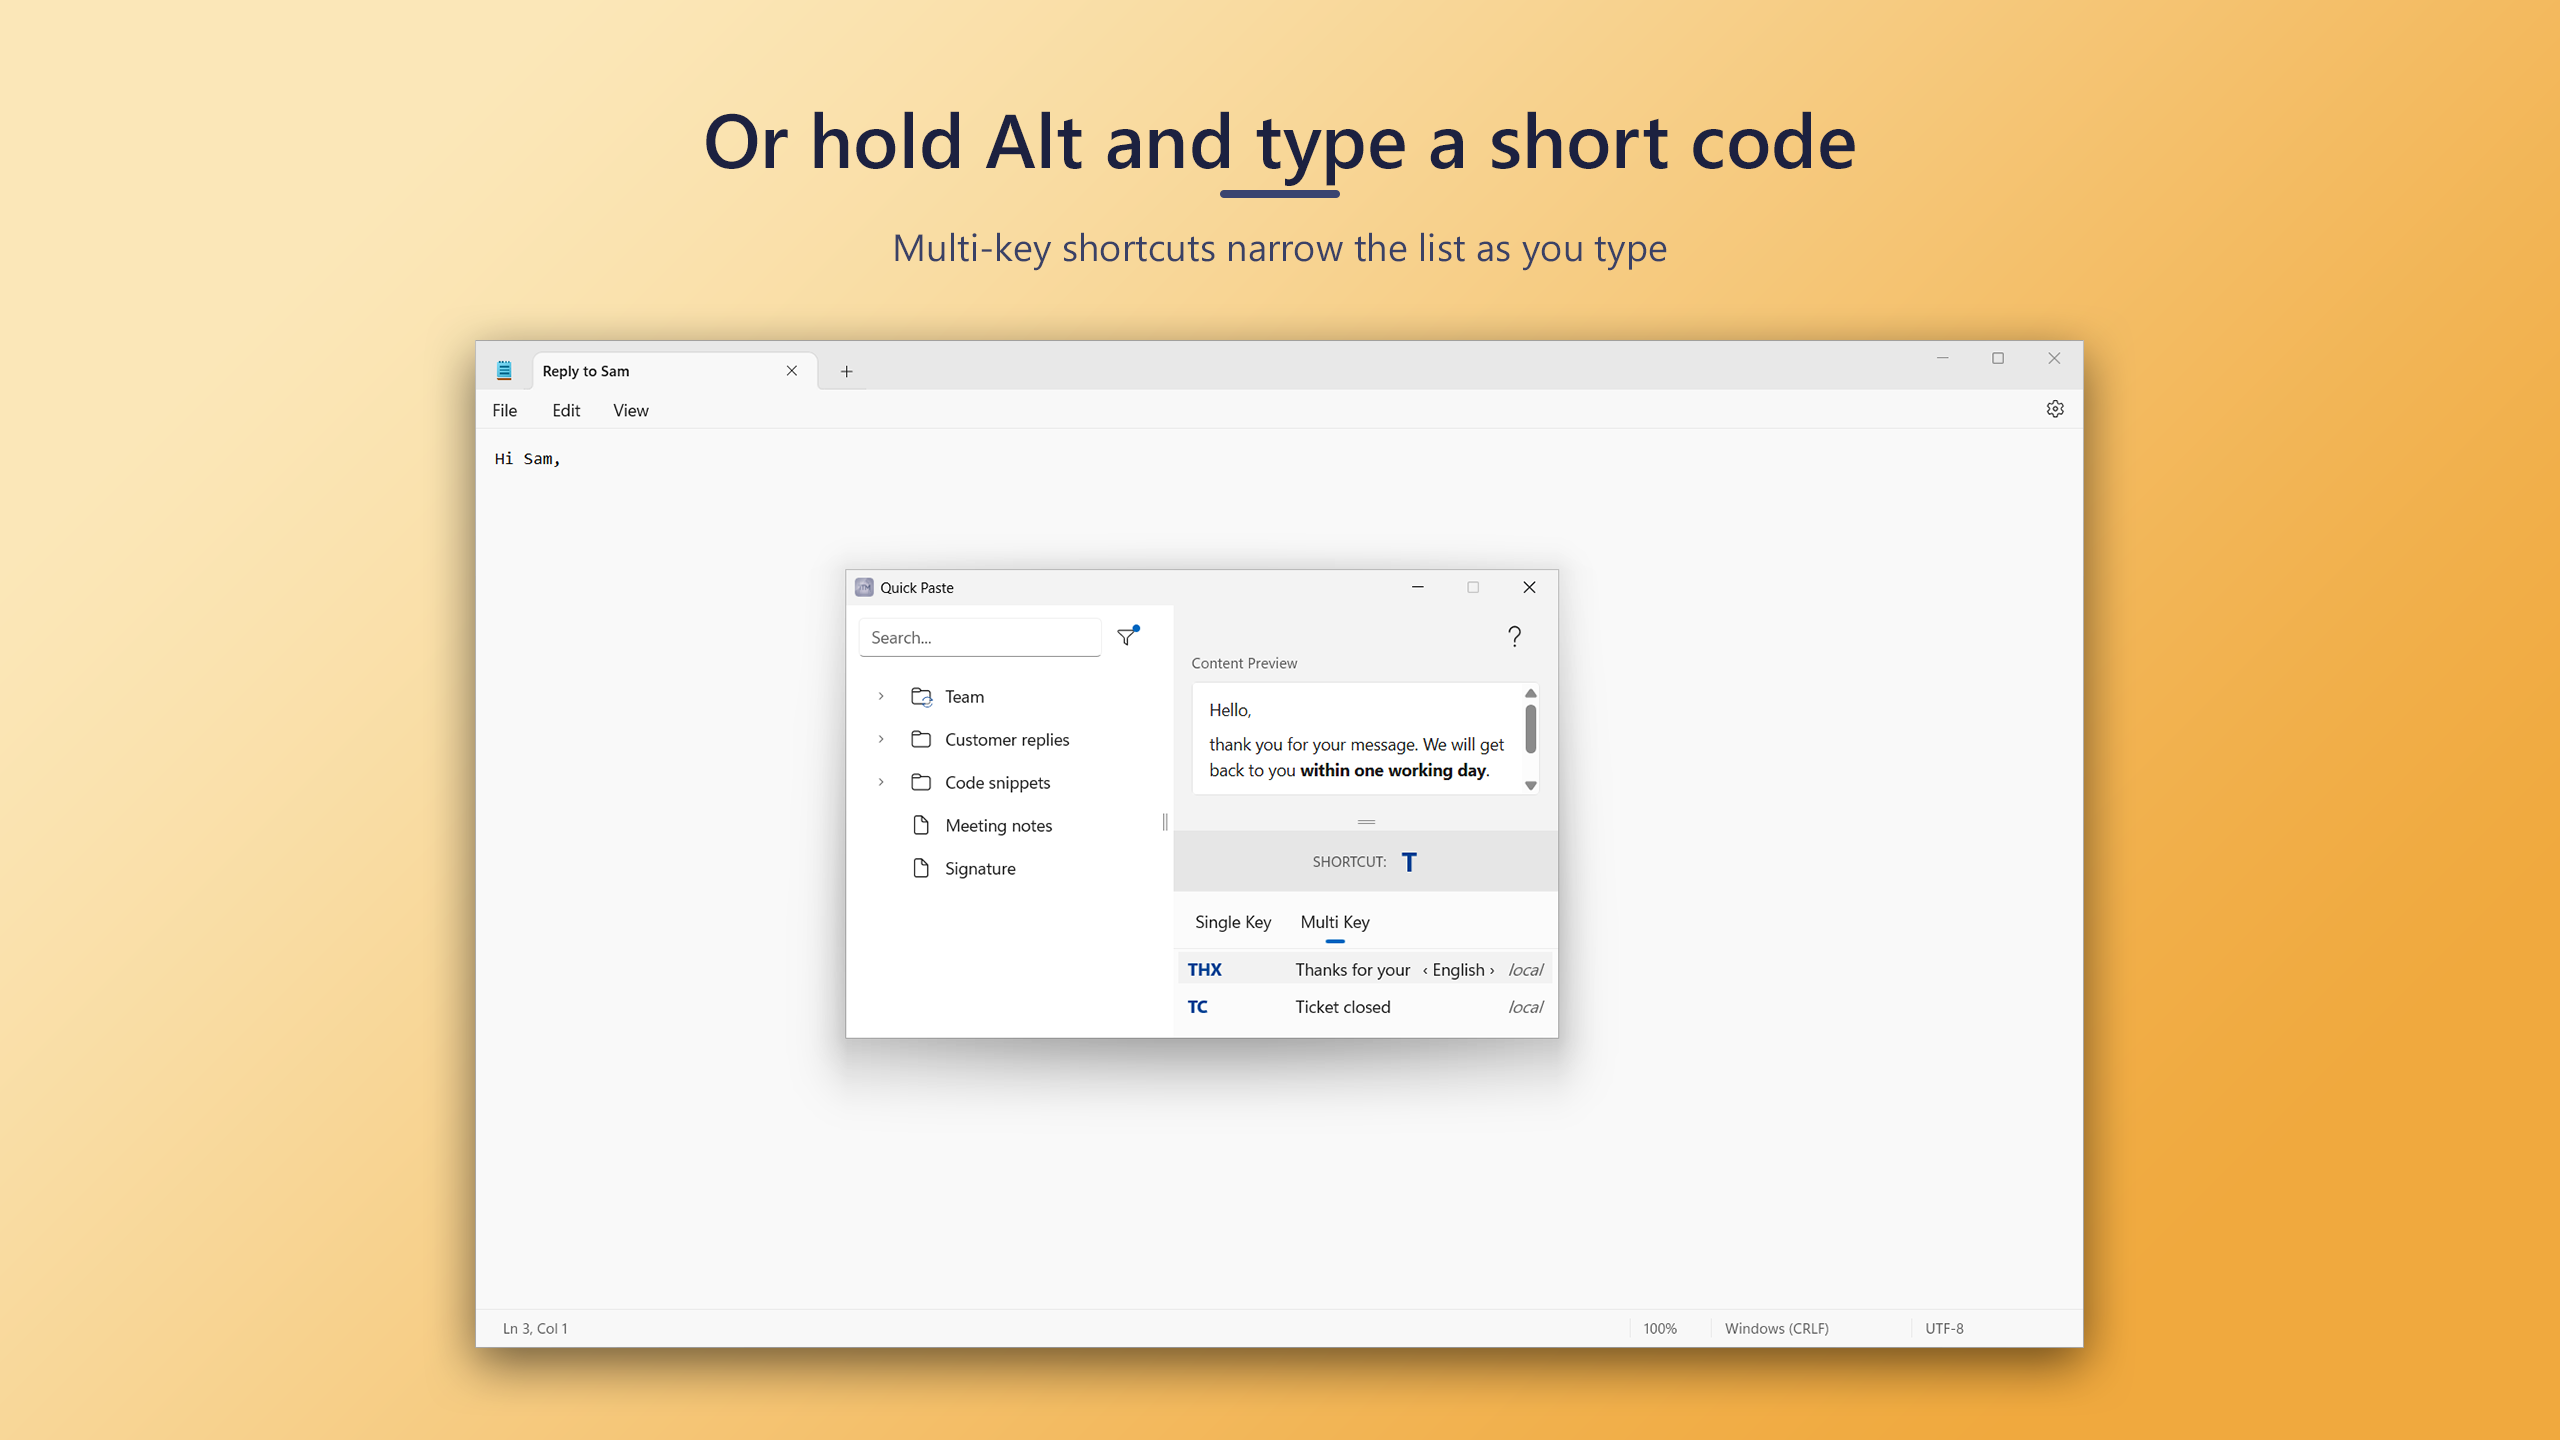 Or hold Alt and type a short code
Multi-key shortcuts narrow the list as you type
Reply to Sam
File Edit View
Hi Sam,
Quick Paste
Search...
Team
Customer replies
Code snippets
Meeting notes
Signature
Content Preview
Hello,
thank you for your message. We will get
back to you within one working day.
SHORTCUT: T
Single Key Multi Key
THX Thanks for your ‹ English › local
TC Ticket closed local
Ln 3, Col 1 100% Windows (CRLF) UTF-8